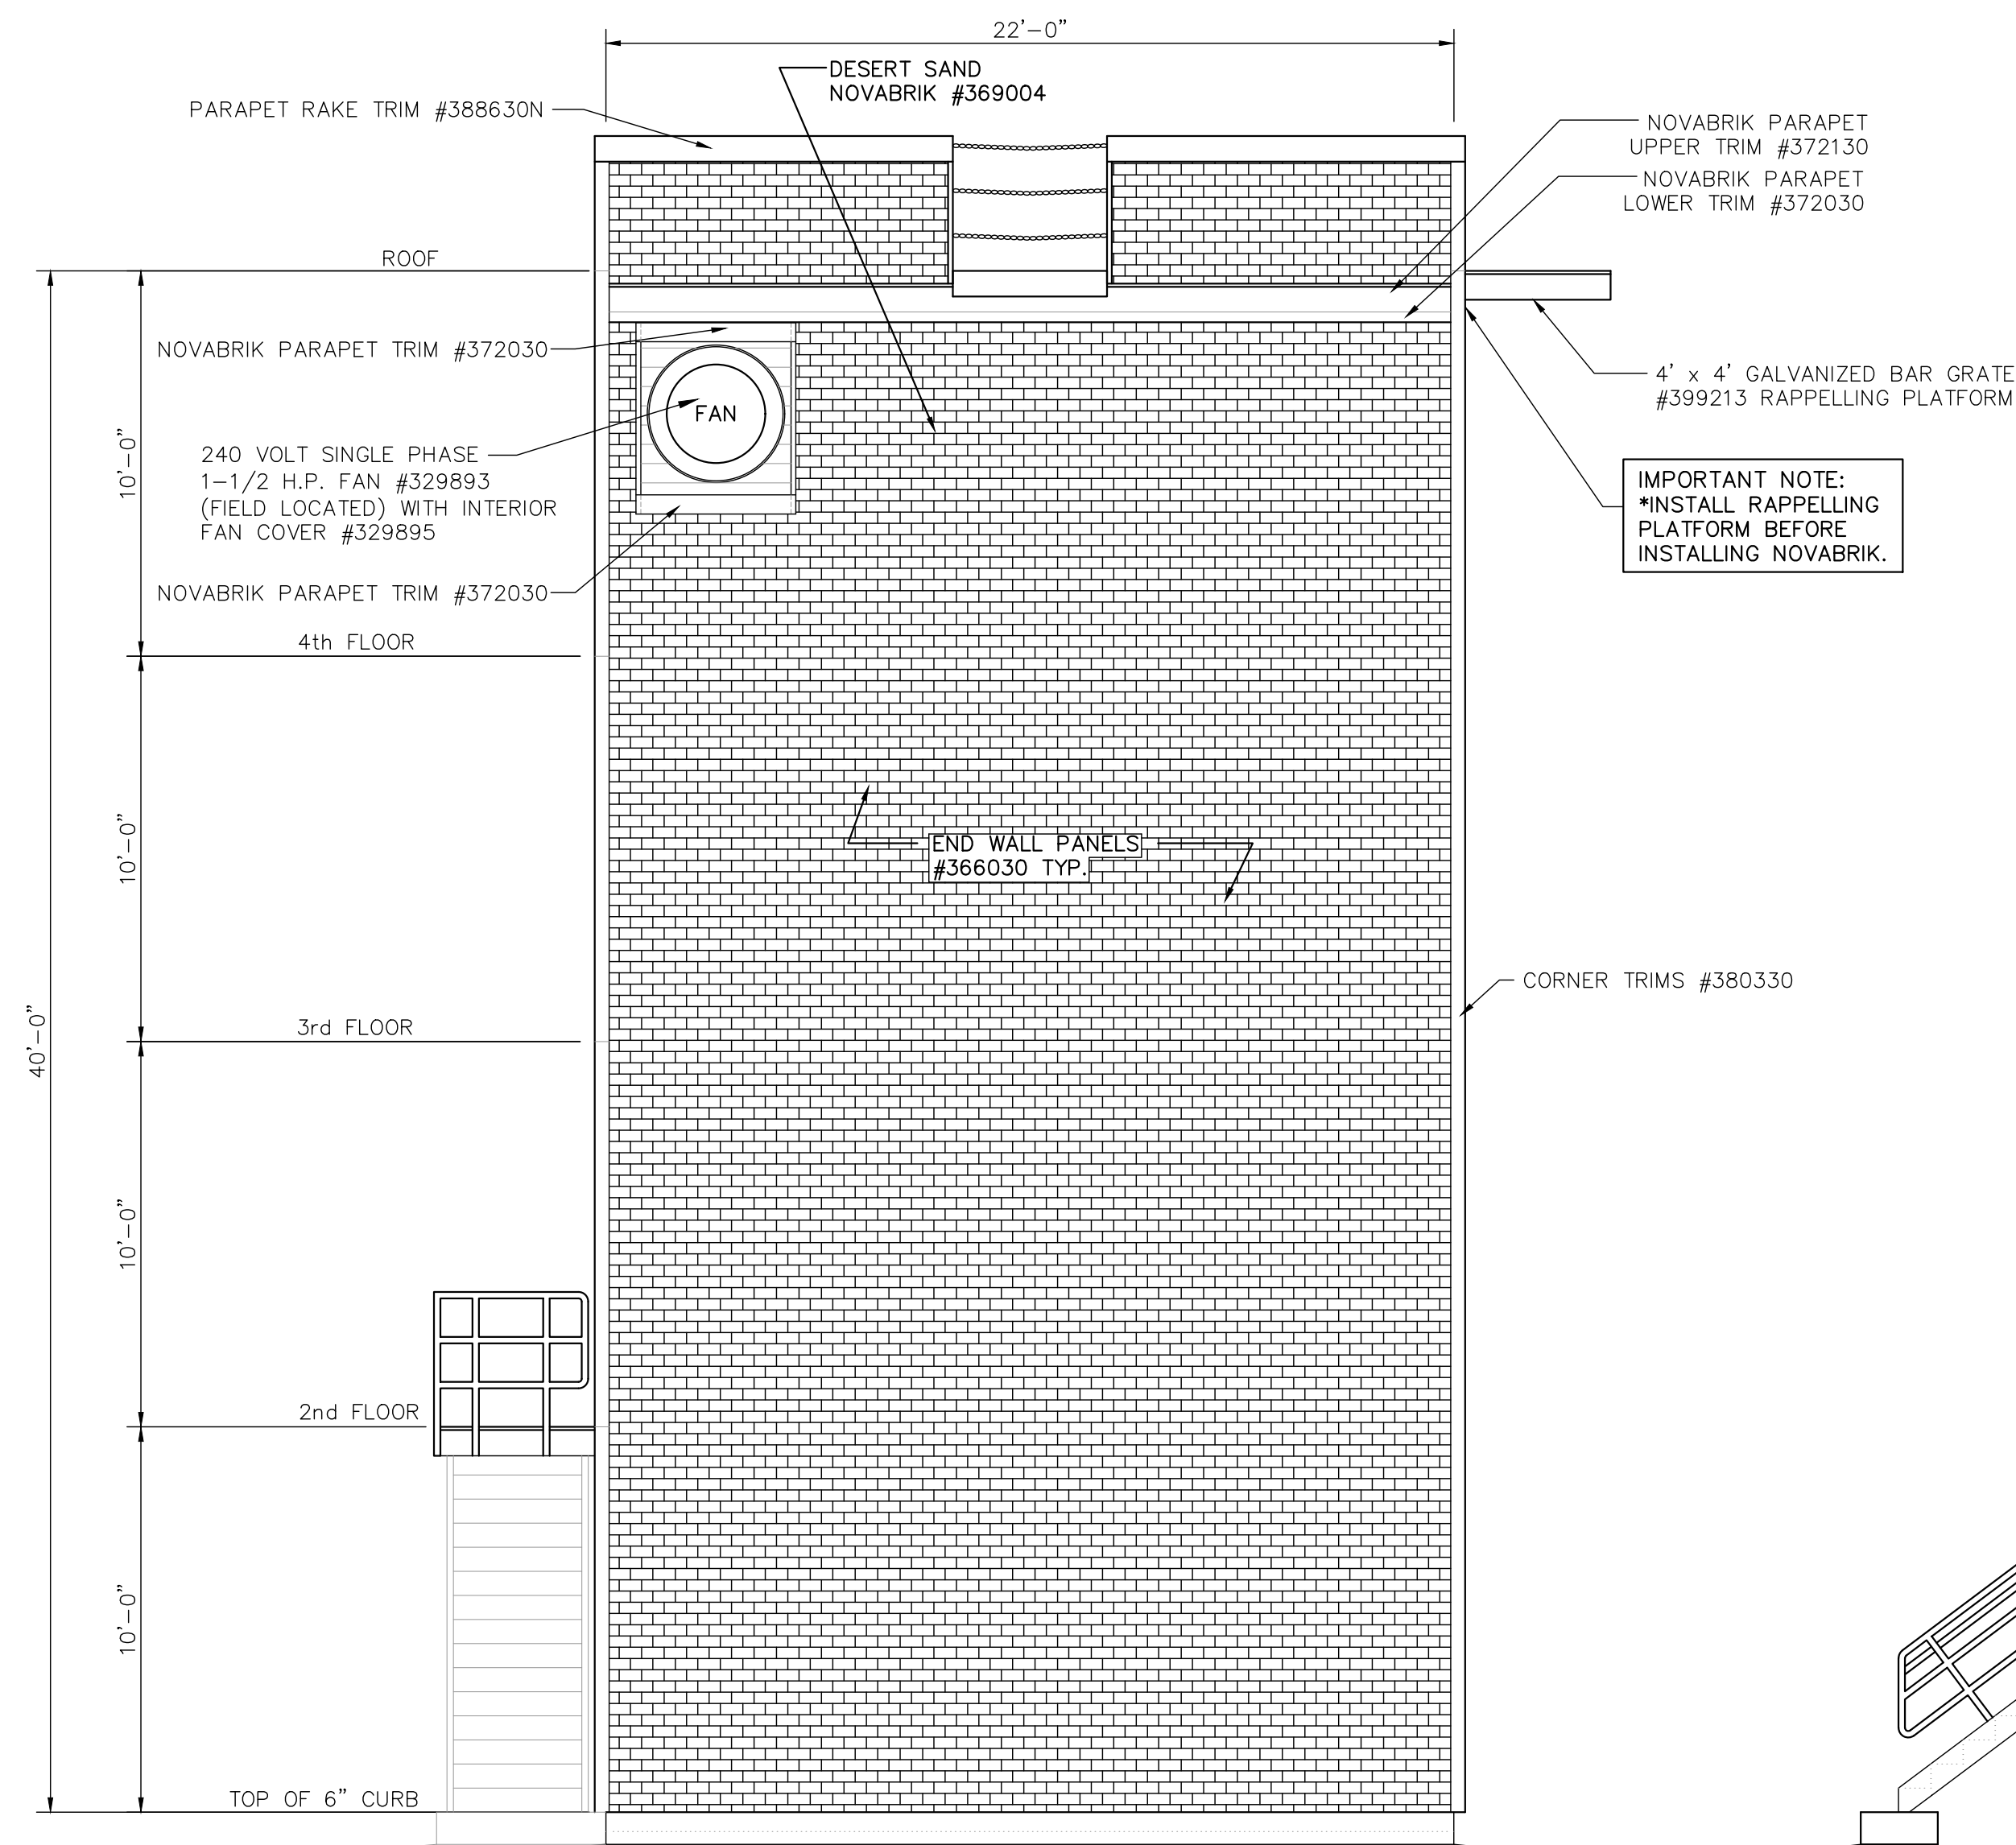 22'-0"
DESERT SAND
NOVABRIK #369004
PARAPET RAKE TRIM #388630N
NOVABRIK PARAPET
UPPER TRIM #372130
NOVABRIK PARAPET
LOWER TRIM #372030
ROOF
NOVABRIK PARAPET TRIM #372030
4' x 4' GALVANIZED BAR GRATE
#399213 RAPPELLING PLATFORM
FAN
10'-0"
240 VOLT SINGLE PHASE
1-1/2 H.P. FAN #329893
(FIELD LOCATED) WITH INTERIOR
FAN COVER #329895
IMPORTANT NOTE:
*INSTALL RAPPELLING
PLATFORM BEFORE
INSTALLING NOVABRIK.
NOVABRIK PARAPET TRIM #372030
4th FLOOR
10'-0"
END WALL PANELS
#366030 TYP.
CORNER TRIMS #380330
3rd FLOOR
40'-0"
10'-0"
2nd FLOOR
10'-0"
TOP OF 6" CURB